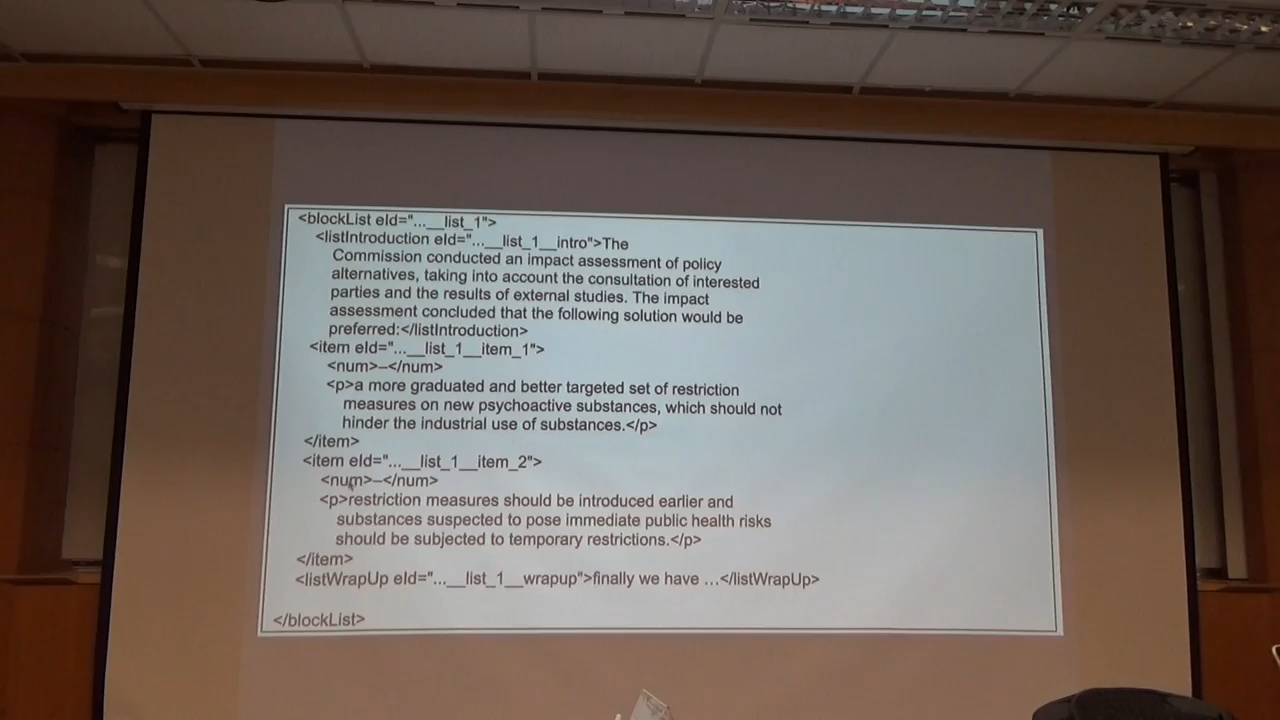 <blockList eId="...__list_1">
<listIntroduction eId="...__list_1__intro">The
Commission conducted an impact assessment of policy
alternatives, taking into account the consultation of interested
parties and the results of external studies. The impact
assessment concluded that the following solution would be
preferred:</listIntroduction>
<item eId="...__list_1__item_1">
<num>–</num>
<p>a more graduated and better targeted set of restriction
measures on new psychoactive substances, which should not
hinder the industrial use of substances.</p>
</item>
<item eId="...__list_1__item_2">
<num>–</num>
<p>restriction measures should be introduced earlier and
substances suspected to pose immediate public health risks
should be subjected to temporary restrictions.</p>
</item>
<listWrapUp eId="...__list_1__wrapup">finally we have ...</listWrapUp>
</blockList>